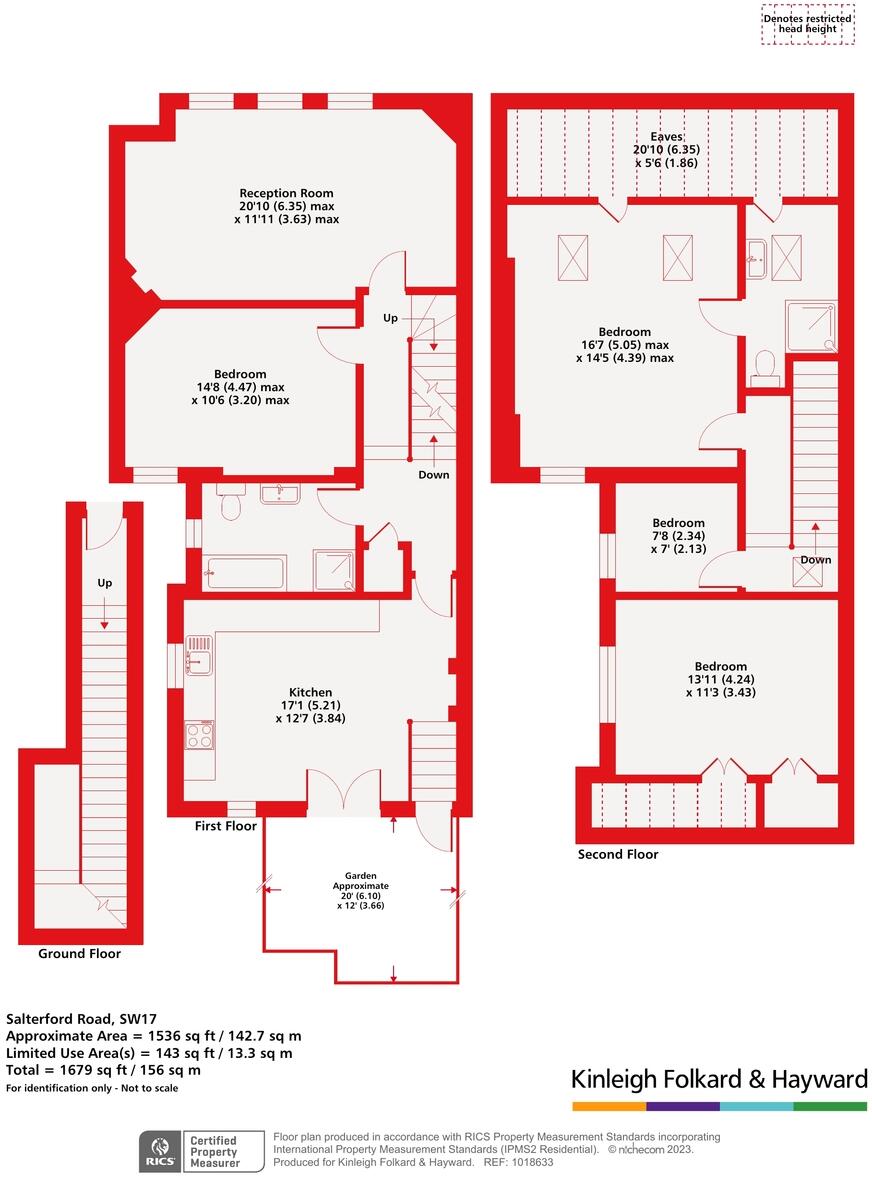 Denotes restricted
head height
Reception Room
20'10 (6.35) max
x 11'11 (3.63) max
Up
Bedroom
14'8 (4.47) max
x 10'6 (3.20) max
Down
Kitchen
17'1 (5.21)
x 12'7 (3.84)
First Floor
Garden
Approximate
20' (6.10)
x 12' (3.66)
Up
Ground Floor
Eaves
20'10 (6.35)
x 5'6 (1.86)
Bedroom
16'7 (5.05) max
x 14'5 (4.39) max
Bedroom
7'8 (2.34)
x 7' (2.13)
Down
Bedroom
13'11 (4.24)
x 11'3 (3.43)
Second Floor
Salterford Road, SW17
Approximate Area = 1536 sq ft / 142.7 sq m
Limited Use Area(s) = 143 sq ft / 13.3 sq m
Total = 1679 sq ft / 156 sq m
For identification only - Not to scale
Kinleigh Folkard & Hayward
RICS
Certified
Property
Measurer
Floor plan produced in accordance with RICS Property Measurement Standards incorporating
International Property Measurement Standards (IPMS2 Residential). © nichecom 2023.
Produced for Kinleigh Folkard & Hayward. REF: 1018633